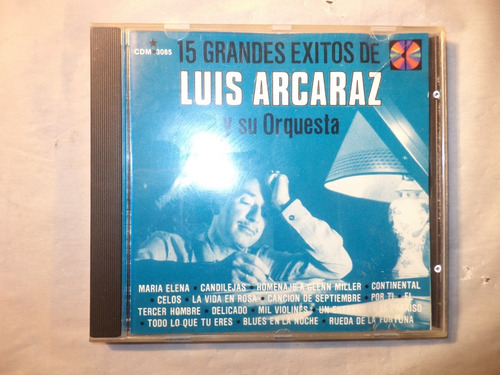 15 GRANDES EXITOS DE
CDM 3085
LUIS ARCARAZ
y su Orquesta
MARIA ELENA • CANDILEJAS • HOMENAJE A GLENN MILLER • CONTINENTAL
• CELOS • LA VIDA EN ROSA • CANCION DE SEPTIEMBRE • POR TI • EL
TERCER HOMBRE • DELICADO • MIL VIOLINES • UN
• TODO LO QUE TU ERES • BLUES EN LA NOCHE • RUEDA DE LA FORTUNA